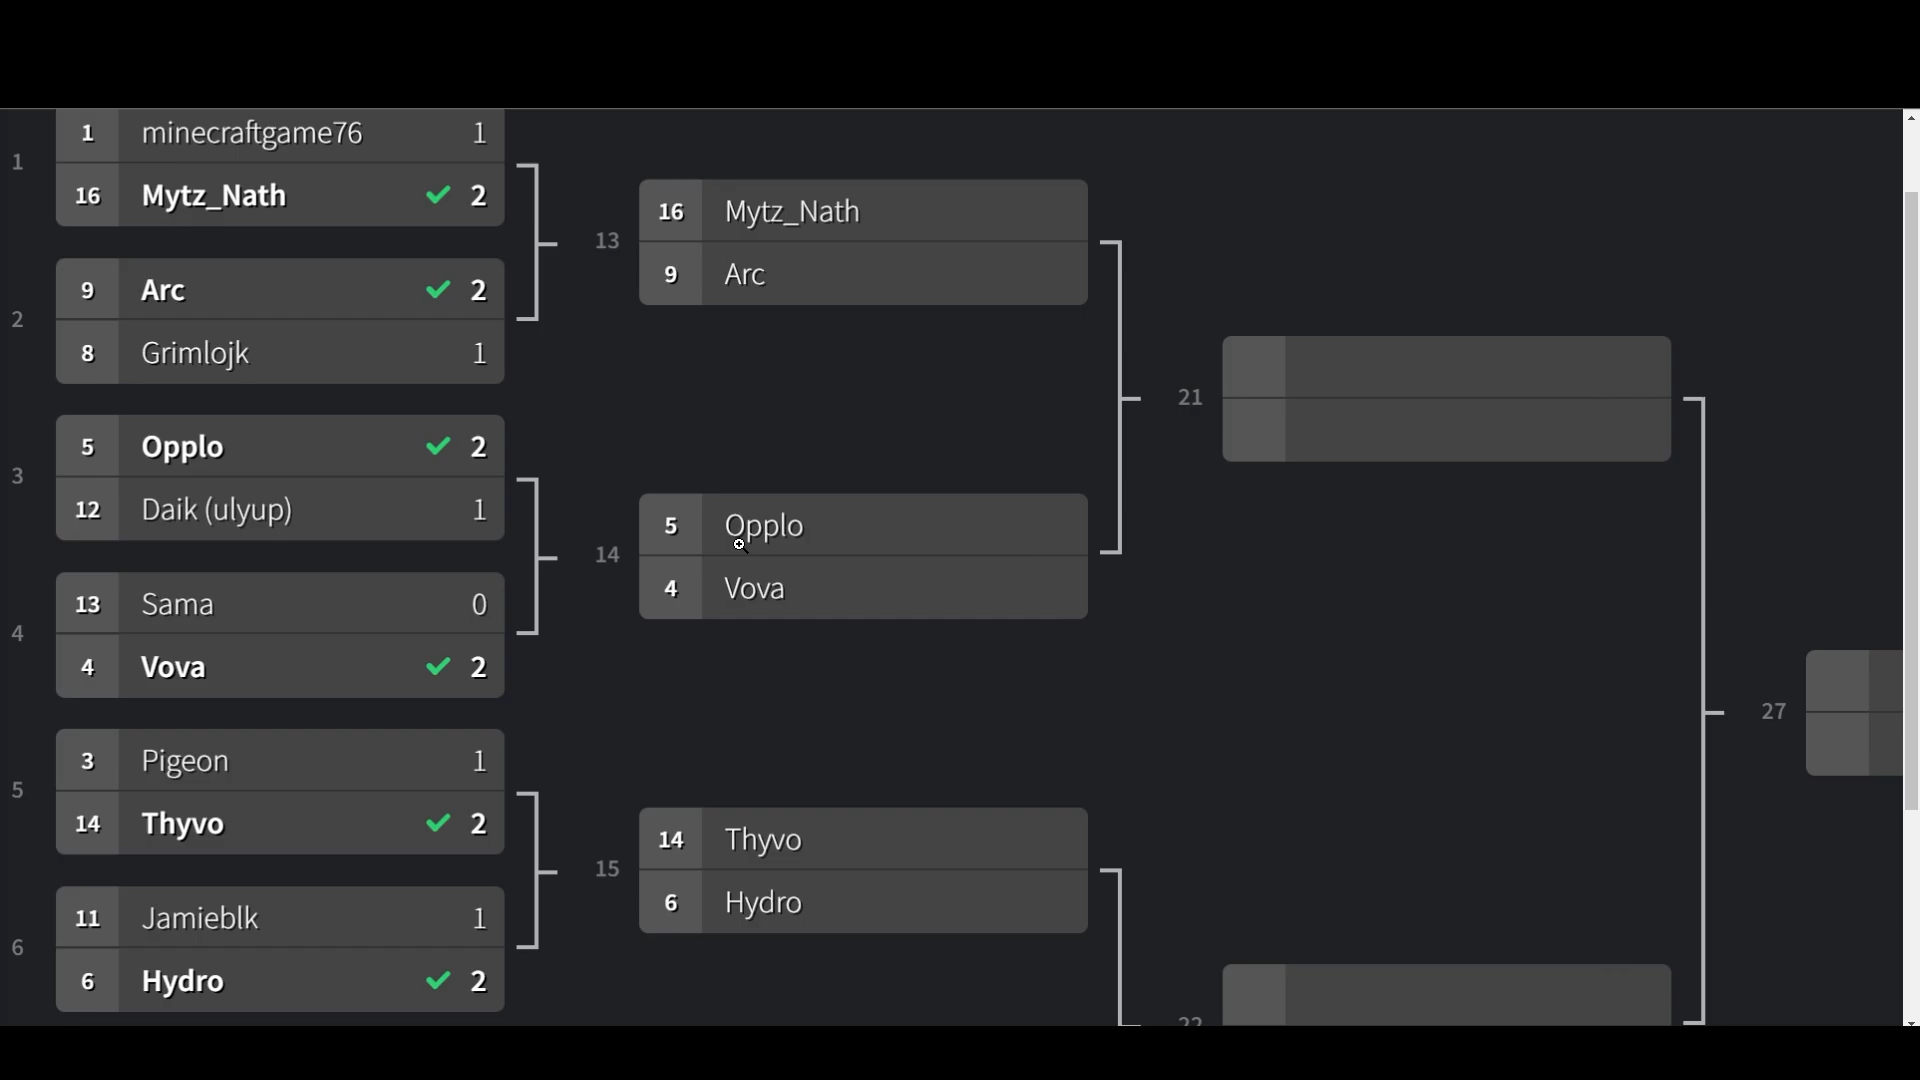 1
1 minecraftgame76 1
16 Mytz_Nath 2
2
9 Arc 2
8 Grimlojk 1
3
5 Opplo 2
12 Daik (ulyup) 1
4
13 Sama 0
4 Vova 2
5
3 Pigeon 1
14 Thyvo 2
6
11 Jamieblk 1
6 Hydro 2
13
16 Mytz_Nath
9 Arc
14
5 Opplo
4 Vova
15
14 Thyvo
6 Hydro
21
22
27